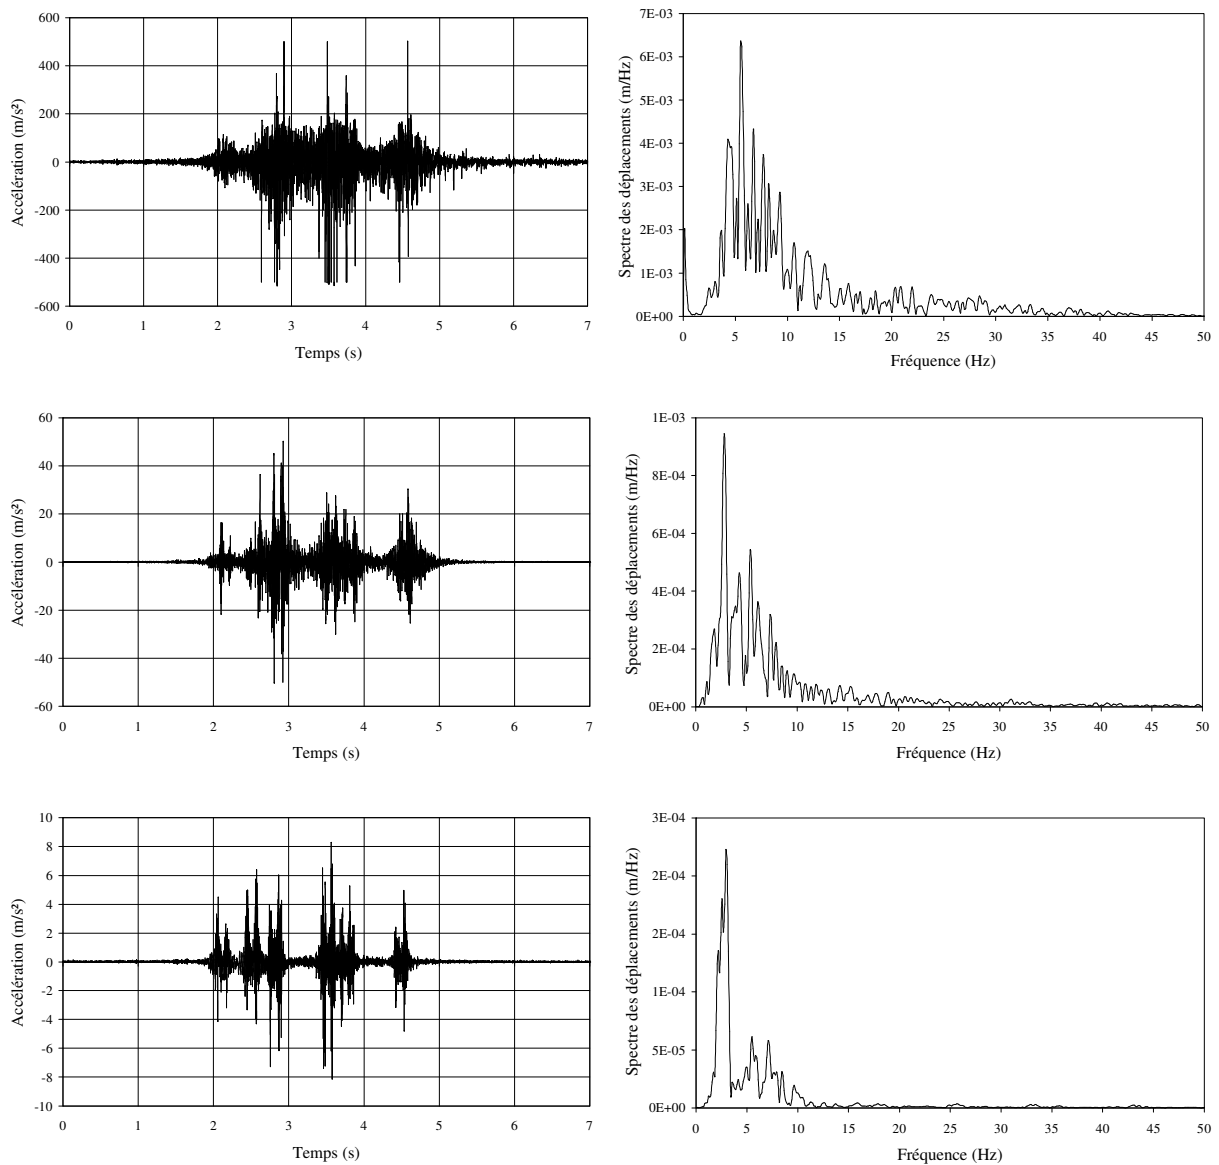 600
400
200
0
-200
-400
-600
Accélération (m/s²)
0 1 2 3 4 5 6 7
Temps (s)
7E-03
6E-03
5E-03
4E-03
3E-03
2E-03
1E-03
0E+00
Spectre des déplacements (m/Hz)
0 5 10 15 20 25 30 35 40 45 50
Fréquence (Hz)
60
40
20
0
-20
-40
-60
Accélération (m/s²)
0 1 2 3 4 5 6 7
Temps (s)
1E-03
8E-04
6E-04
4E-04
2E-04
0E+00
Spectre des déplacements (m/Hz)
0 5 10 15 20 25 30 35 40 45 50
Fréquence (Hz)
10
8
6
4
2
0
-2
-4
-6
-8
-10
Accélération (m/s²)
0 1 2 3 4 5 6 7
Temps (s)
3E-04
2E-04
2E-04
1E-04
5E-05
0E+00
Spectre des déplacements (m/Hz)
0 5 10 15 20 25 30 35 40 45 50
Fréquence (Hz)